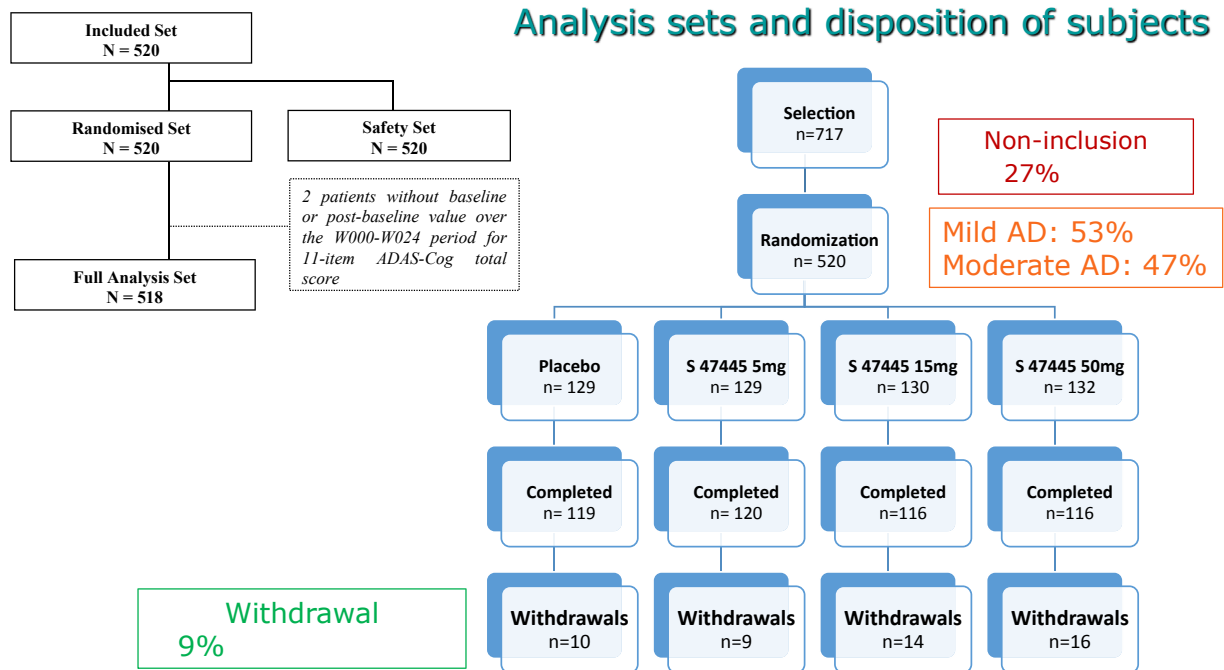 Analysis sets and disposition of subjects
Included Set
N = 520
Randomised Set
N = 520
Safety Set
N = 520
2 patients without baseline
or post-baseline value over
the W000-W024 period for
11-item ADAS-Cog total
score
Full Analysis Set
N = 518
Selection
n=717
Non-inclusion
27%
Randomization
n= 520
Mild AD: 53%
Moderate AD: 47%
Placebo
n= 129
S 47445 5mg
n= 129
S 47445 15mg
n= 130
S 47445 50mg
n= 132
Completed
n= 119
Completed
n= 120
Completed
n=116
Completed
n=116
Withdrawal
9%
Withdrawals
n=10
Withdrawals
n=9
Withdrawals
n=14
Withdrawals
n=16